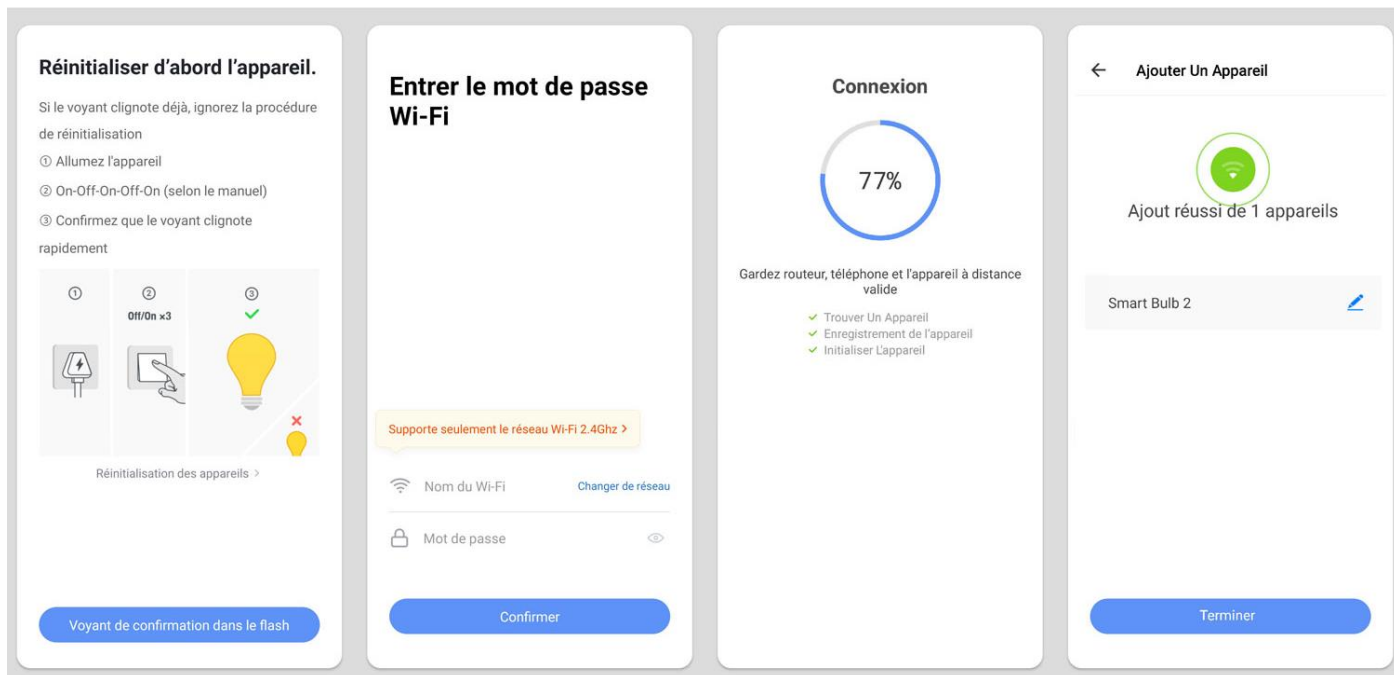 Réinitialiser d’abord l’appareil.
Si le voyant clignote déjà, ignorez la procédure
de réinitialisation
① Allumez l'appareil
② On-Off-On-Off-On (selon le manuel)
③ Confirmez que le voyant clignote
rapidement
① ② ③
Off/On ×3
Réinitialisation des appareils >
Voyant de confirmation dans le flash
Entrer le mot de passe
Wi-Fi
Supporte seulement le réseau Wi-Fi 2.4Ghz >
Nom du Wi-Fi Changer de réseau
Mot de passe
Confirmer
Connexion
77%
Gardez routeur, téléphone et l'appareil à distance
valide
Trouver Un Appareil
Enregistrement de l'appareil
Initialiser L'appareil
Ajouter Un Appareil
Ajout réussi de 1 appareils
Smart Bulb 2
Terminer